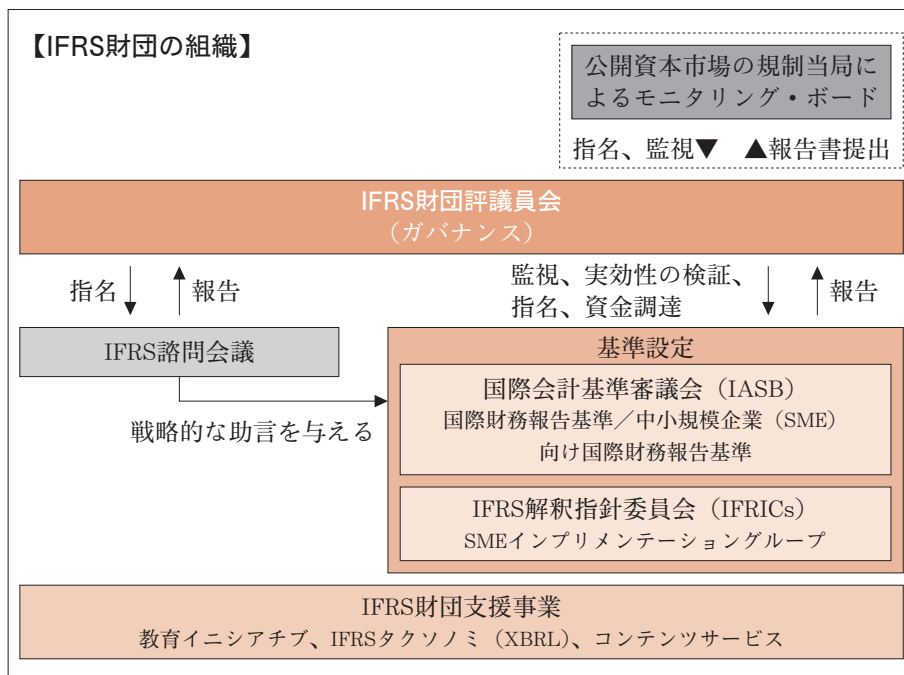 【IFRS財団の組織】
公開資本市場の規制当局に
よるモニタリング・ボード
指名、監視▼ ▲報告書提出
IFRS財団評議員会
（ガバナンス）
指名
報告
監視、実効性の検証、
指名、資金調達
報告
IFRS諮問会議
戦略的な助言を与える
基準設定
国際会計基準審議会（IASB）
国際財務報告基準／中小規模企業（SME）
向け国際財務報告基準
IFRS解釈指針委員会（IFRICs）
SMEインプリメンテーショングループ
IFRS財団支援事業
教育イニシアチブ、IFRSタクソノミ（XBRL）、コンテンツサービス